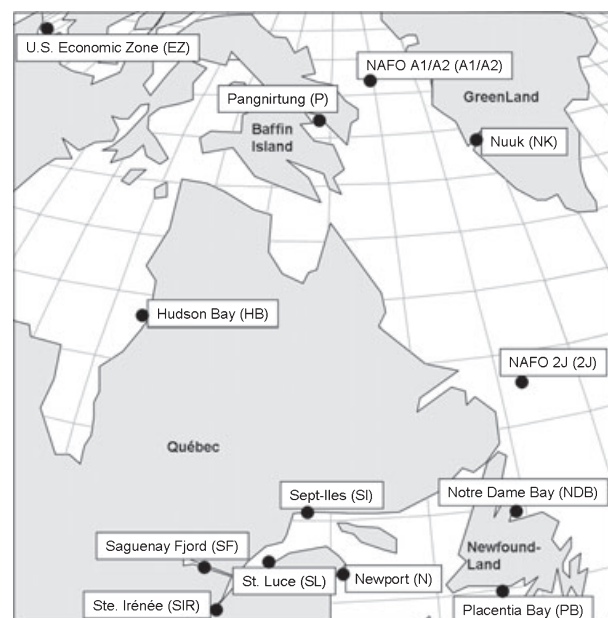 U.S. Economic Zone (EZ)
NAFO A1/A2 (A1/A2)
GreenLand
Pangnirtung (P)
Baffin
Island
Nuuk (NK)
Hudson Bay (HB)
NAFO 2J (2J)
Québec
Sept-Iles (SI)
Notre Dame Bay (NDB)
Saguenay Fjord (SF)
Newfound-
Land
St. Luce (SL)
Newport (N)
Ste. Irénée (SIR)
Placentia Bay (PB)